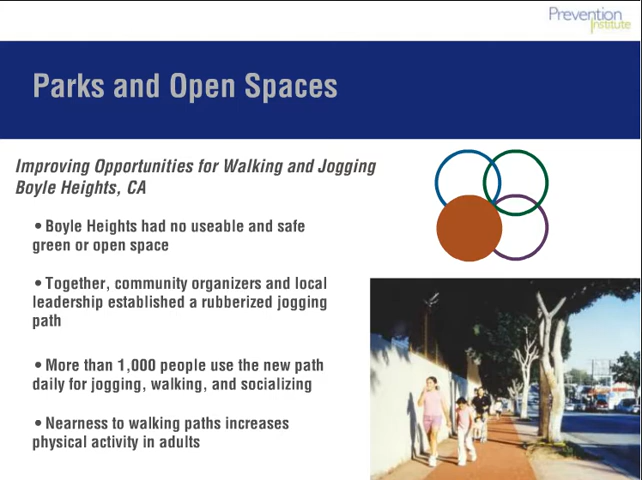 Prevention
Institute
Parks and Open Spaces
Improving Opportunities for Walking and Jogging
Boyle Heights, CA
• Boyle Heights had no useable and safe
green or open space
• Together, community organizers and local
leadership established a rubberized jogging
path
• More than 1,000 people use the new path
daily for jogging, walking, and socializing
• Nearness to walking paths increases
physical activity in adults